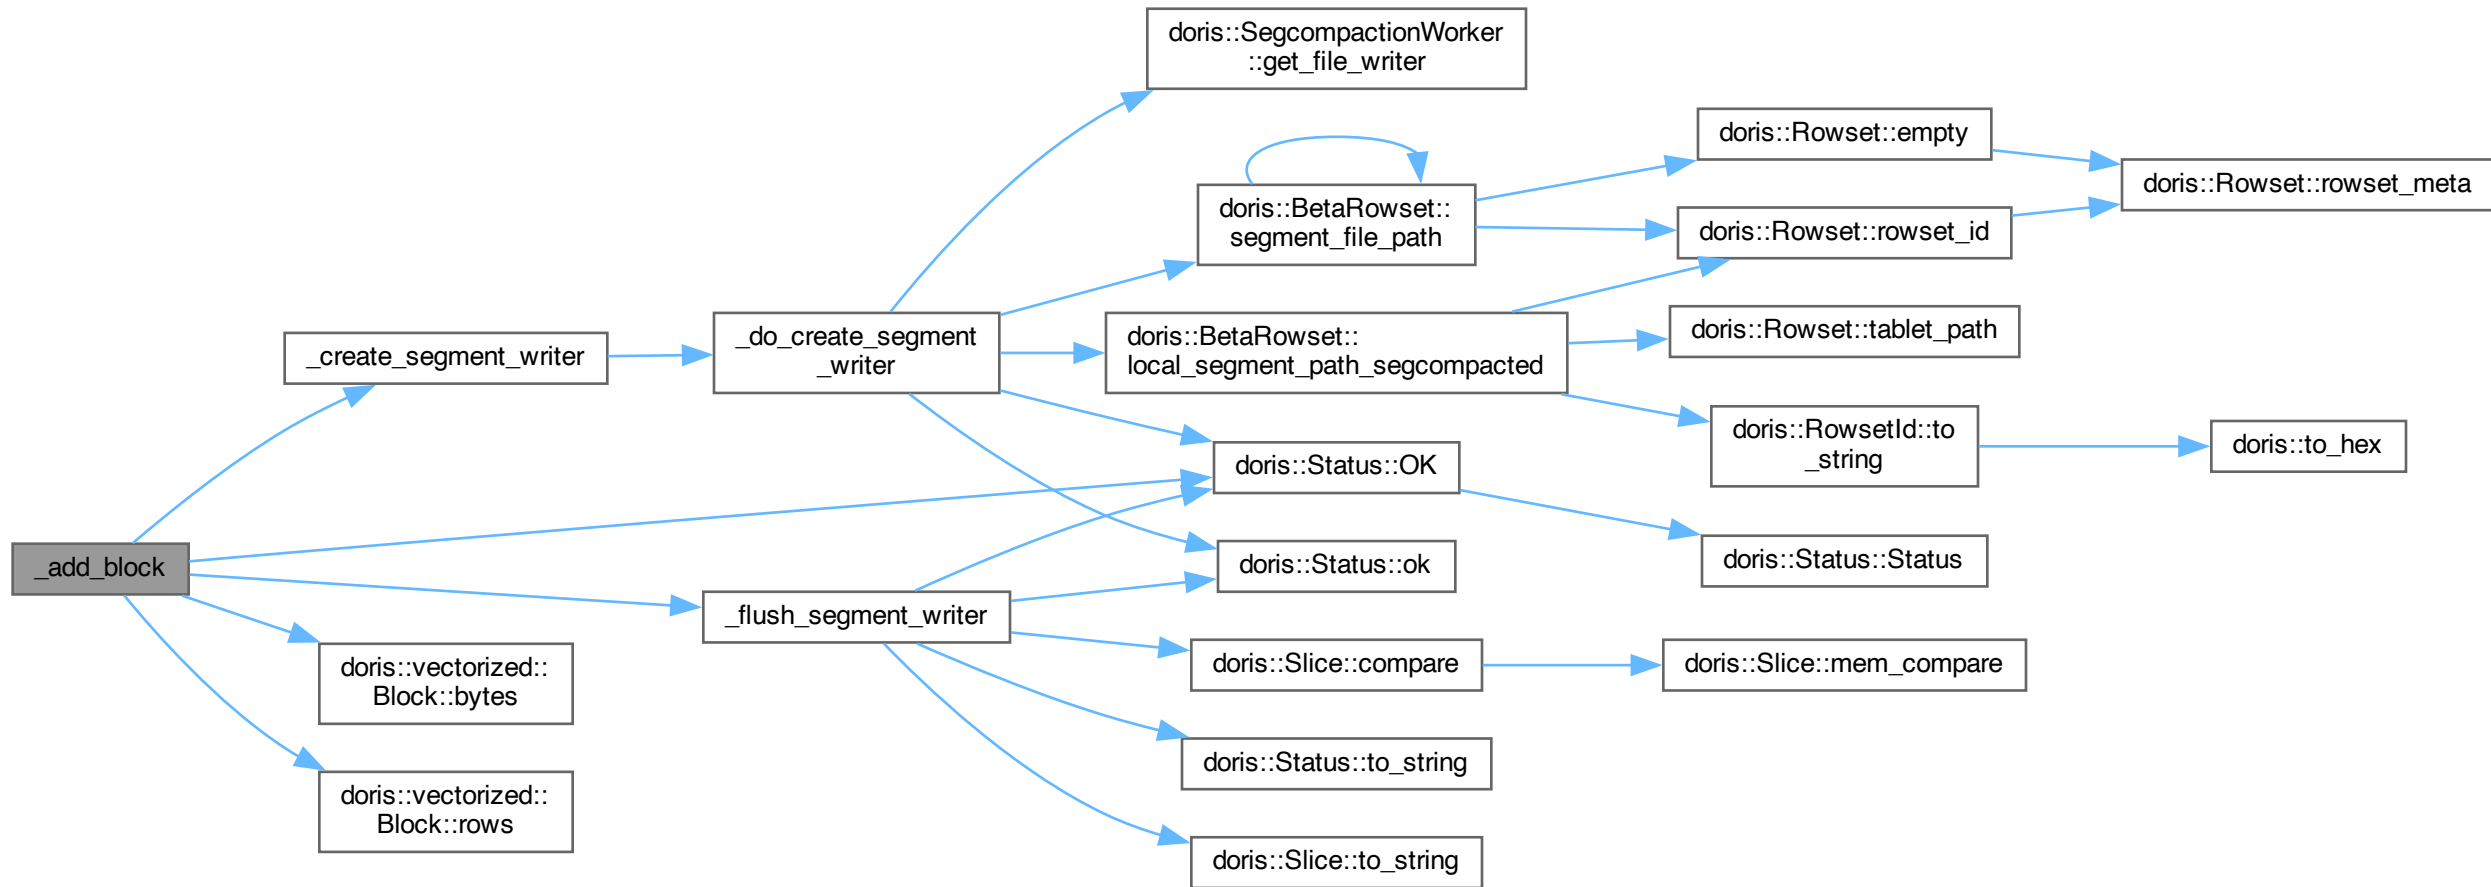 doris::SegcompactionWorker
::get_file_writer
doris::Rowset::empty
doris::Rowset::rowset_meta
doris::BetaRowset::
segment_file_path
doris::Rowset::rowset_id
_create_segment_writer
_do_create_segment
_writer
doris::BetaRowset::
local_segment_path_segcompacted
doris::Rowset::tablet_path
doris::RowsetId::to
_string
doris::to_hex
doris::Status::OK
_add_block
doris::Status::ok
doris::Status::Status
_flush_segment_writer
doris::vectorized::
Block::bytes
doris::Slice::compare
doris::Slice::mem_compare
doris::Status::to_string
doris::vectorized::
Block::rows
doris::Slice::to_string